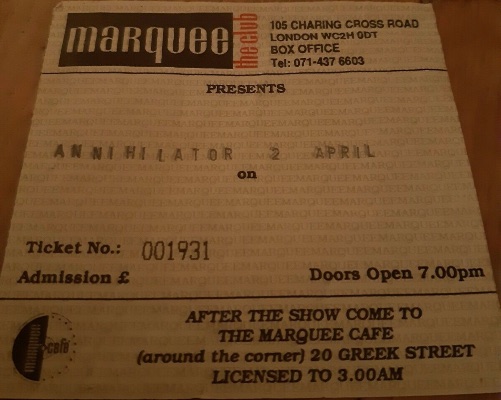 marquee the club
105 CHARING CROSS ROAD
LONDON WC2H 0DT
BOX OFFICE
Tel: 071-437 6603
PRESENTS
ANNIHILATOR 2 APRIL
on
Ticket No.: 001931
Admission £
Doors Open 7.00pm
AFTER THE SHOW COME TO
THE MARQUEE CAFE
(around the corner) 20 GREEK STREET
LICENSED TO 3.00AM
cafe